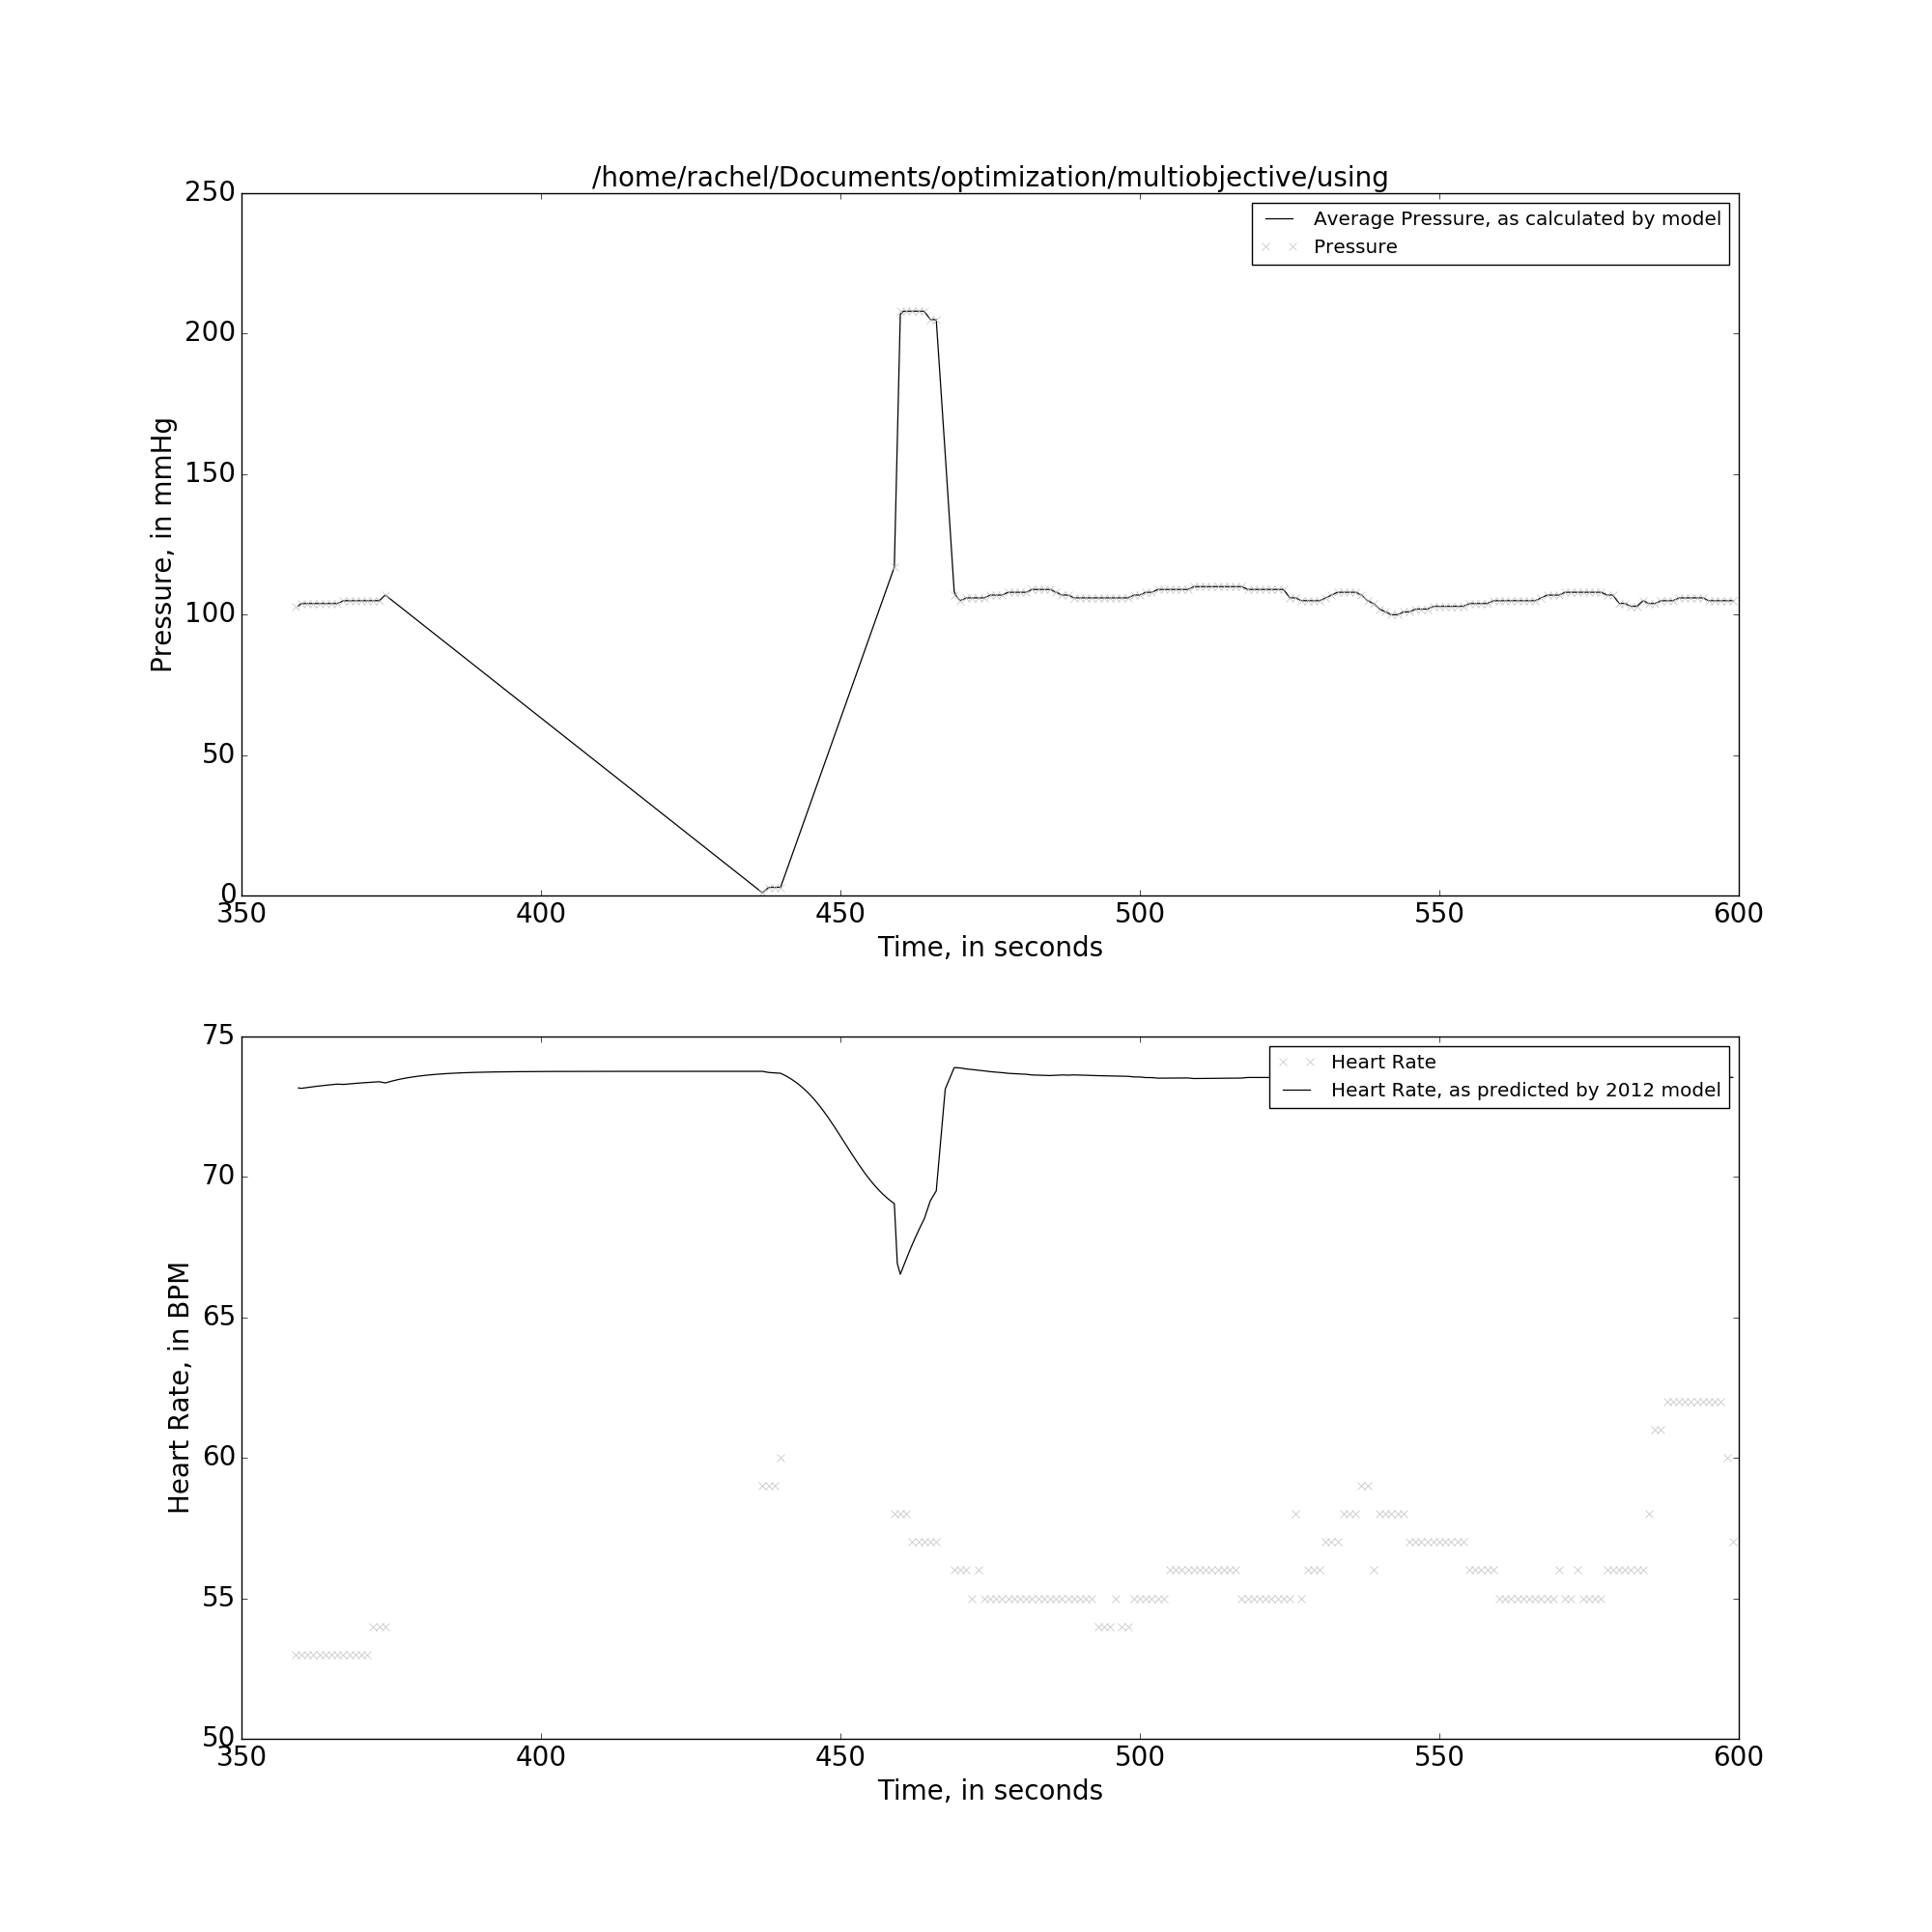 /home/rachel/Documents/optimization/multiobjective/using
250
200
150
100
50
0
Pressure, in mmHg
Average Pressure, as calculated by model
Pressure
350 400 450 500 550 600
Time, in seconds
75
70
65
60
55
50
Heart Rate, in BPM
Heart Rate
Heart Rate, as predicted by 2012 model
350 400 450 500 550 600
Time, in seconds